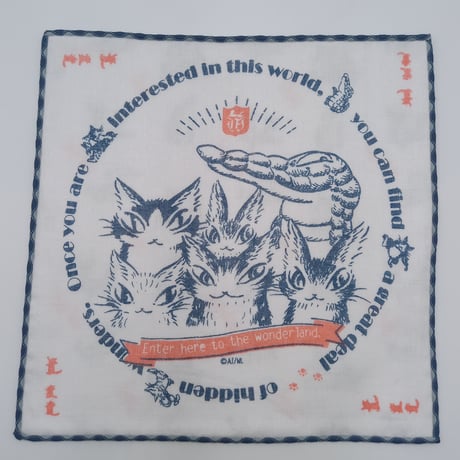 Once you are interested in this world, you can find a great deal of hidden Wonders.
Enter here to the wonderland.